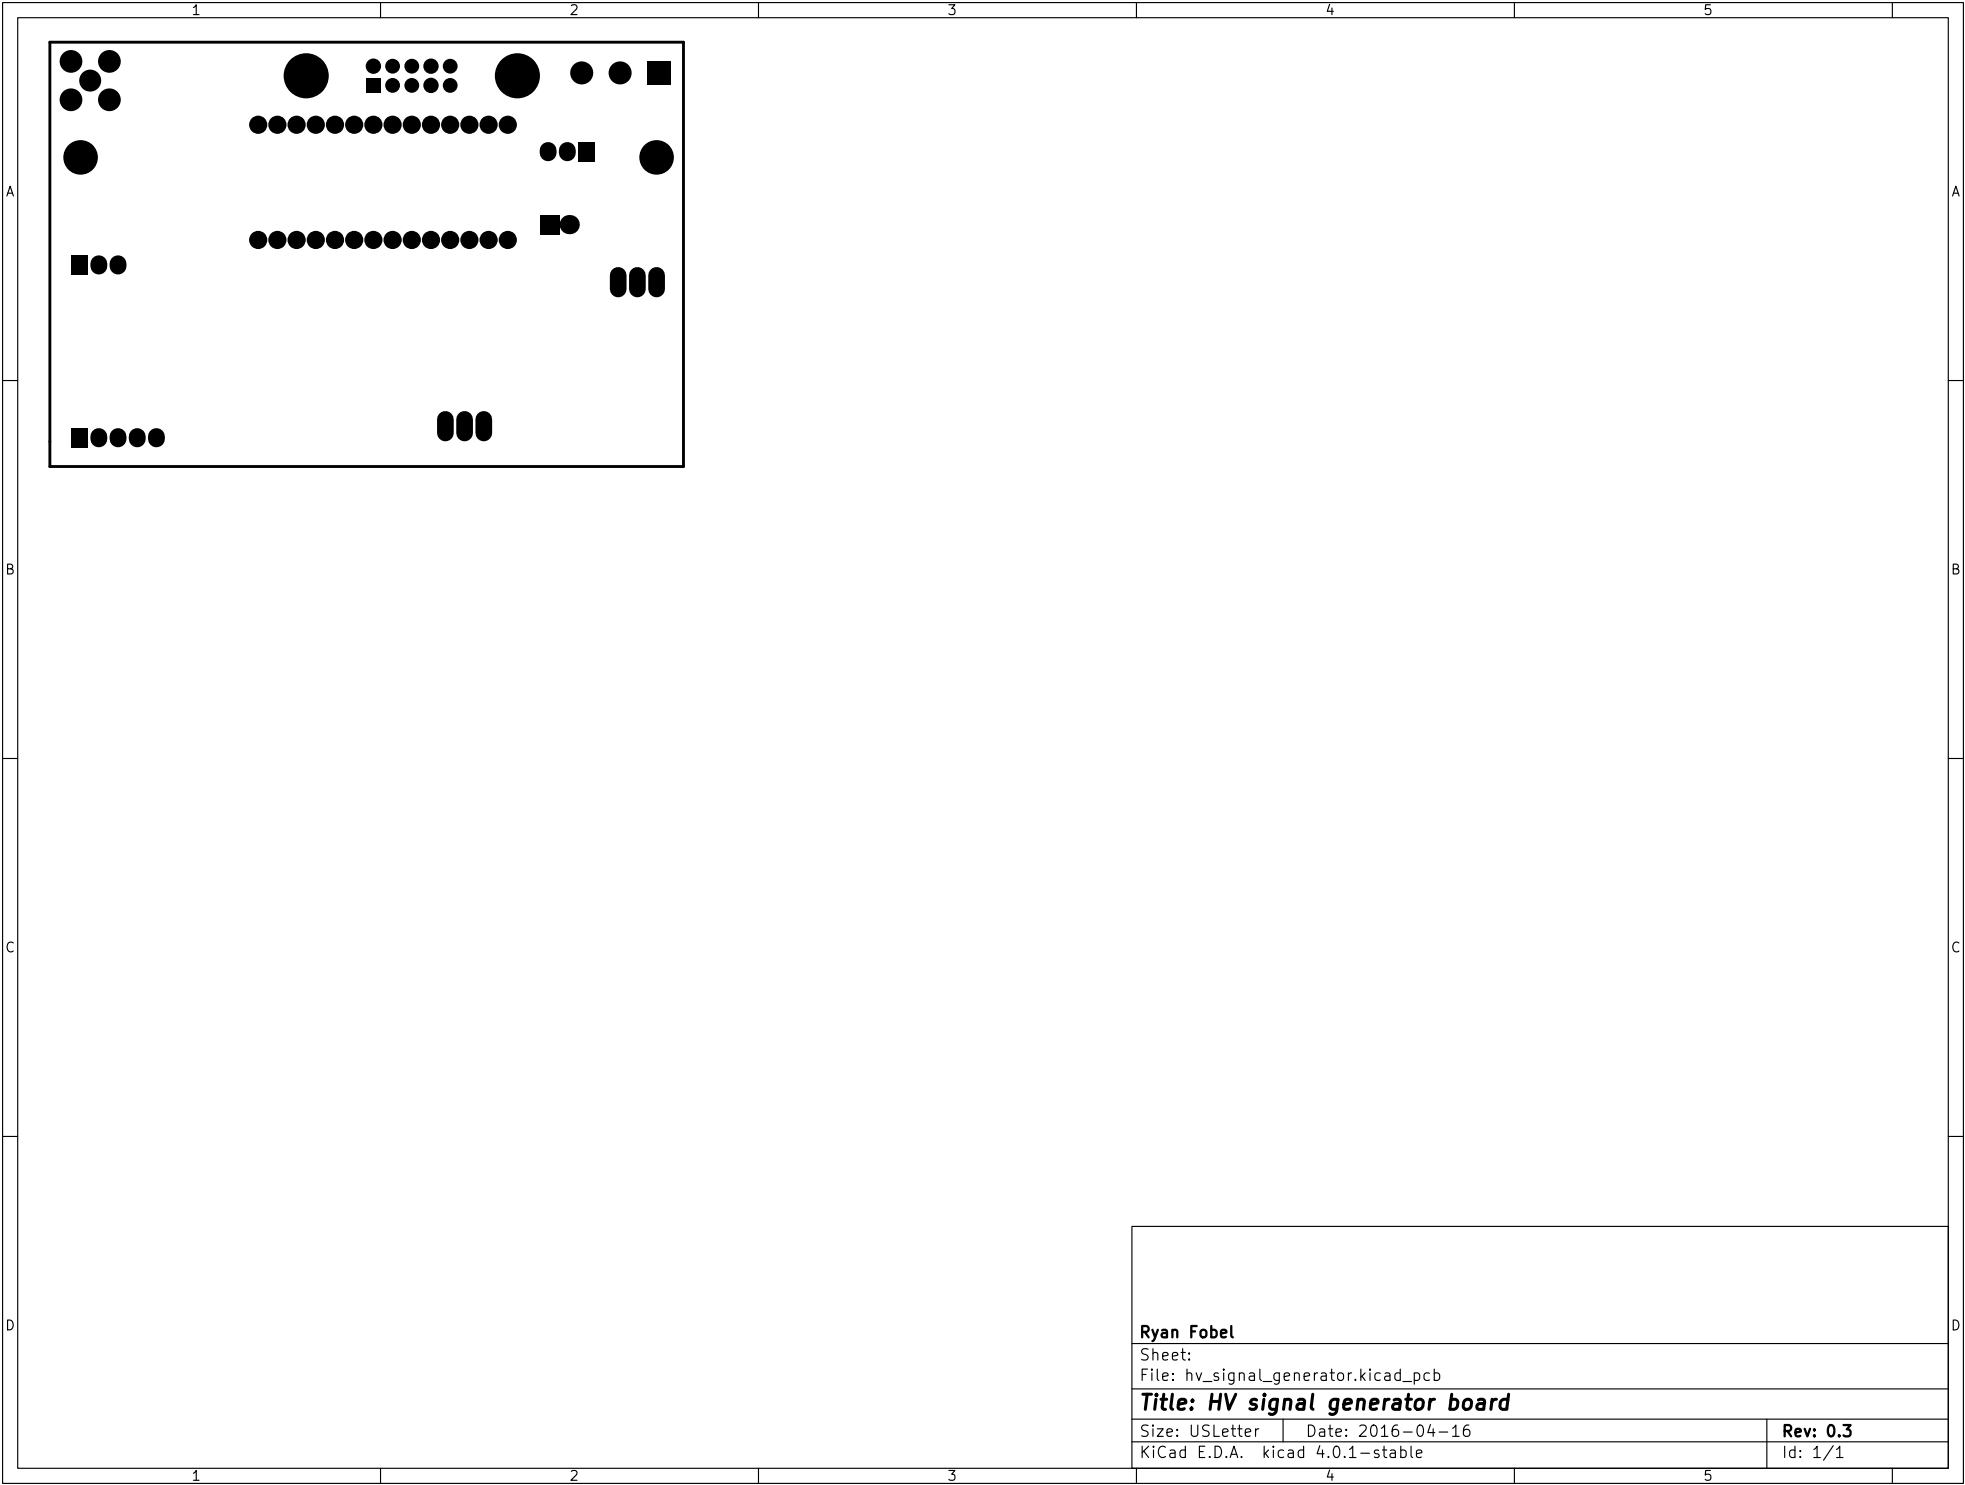 1 2 3 4 5
A A
B B
C C
D D
Ryan Fobel
Sheet:
File: hv_signal_generator.kicad_pcb
Title: HV signal generator board
Size: USLetter Date: 2016-04-16 Rev: 0.3
KiCad E.D.A. kicad 4.0.1-stable Id: 1/1
1 2 3 4 5